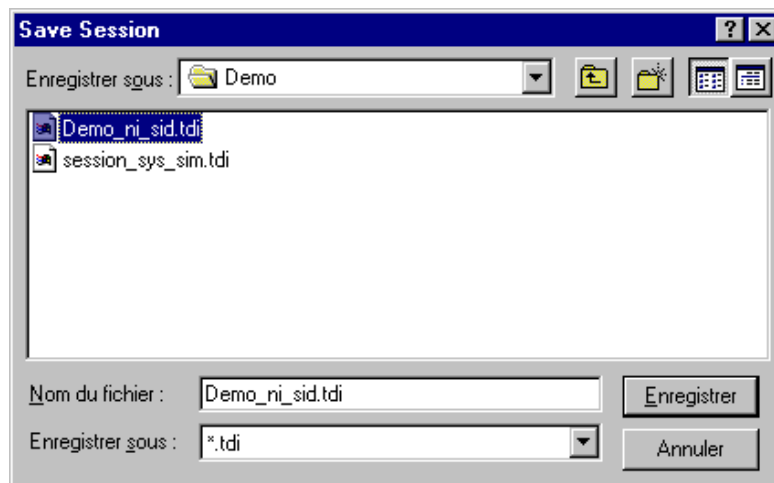 Save Session
Enregistrer sous : Demo
Demo_ni_sid.tdi
session_sys_sim.tdi
Nom du fichier : Demo_ni_sid.tdi Enregistrer
Enregistrer sous : *.tdi Annuler